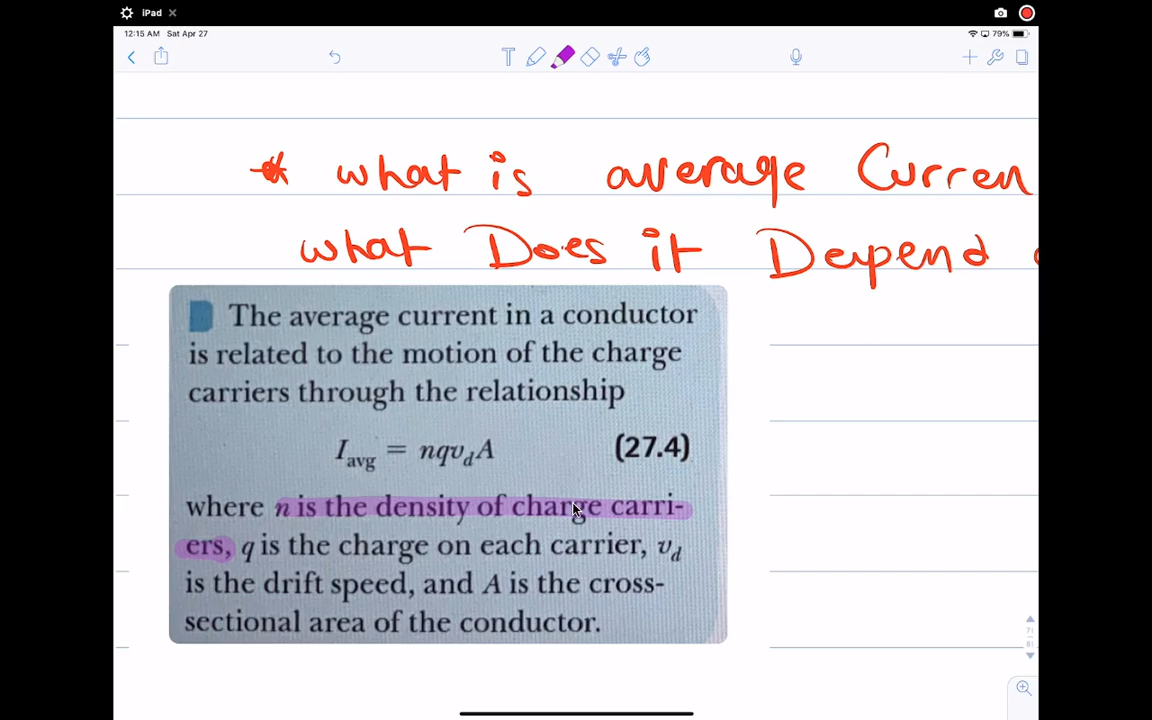 iPad
12:15 AM Sat Apr 27
79%
T
* what is average Curren
what Does it Depend
The average current in a conductor
is related to the motion of the charge
carriers through the relationship
I_avg = nqv_dA (27.4)
where n is the density of charge carri-
ers, q is the charge on each carrier, v_d
is the drift speed, and A is the cross-
sectional area of the conductor.